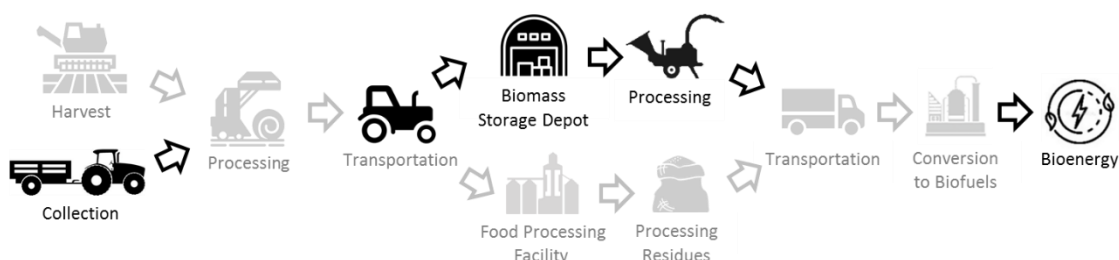 Harvest
Collection
Processing
Transportation
Biomass
Storage Depot
Processing
Food Processing
Facility
Processing
Residues
Transportation
Conversion
to Biofuels
Bioenergy